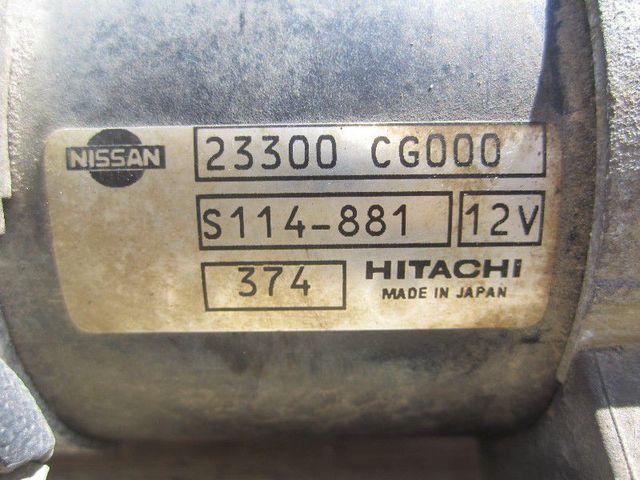 NISSAN
23300 CG000
S114-881 12V
374 HITACHI
MADE IN JAPAN